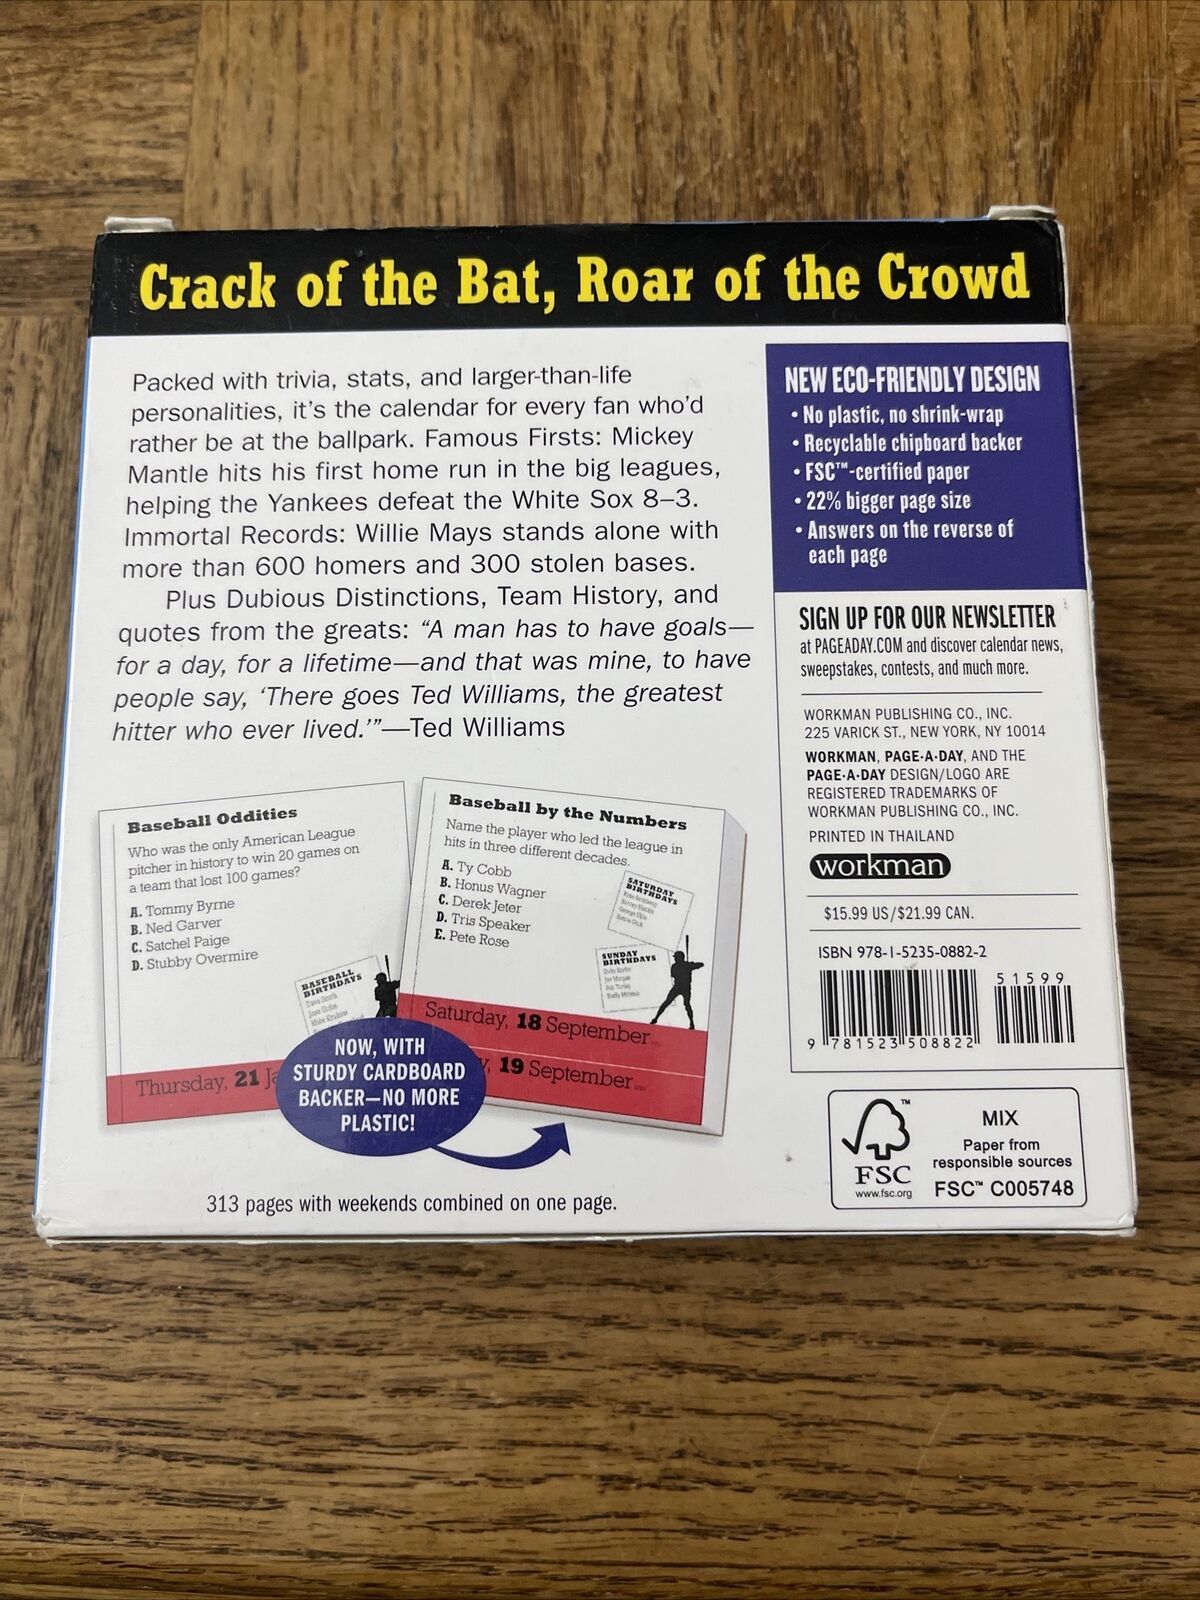 Crack of the Bat, Roar of the Crowd
Packed with trivia, stats, and larger-than-life
personalities, it's the calendar for every fan who'd
rather be at the ballpark. Famous Firsts: Mickey
Mantle hits his first home run in the big leagues,
helping the Yankees defeat the White Sox 8–3.
Immortal Records: Willie Mays stands alone with
more than 600 homers and 300 stolen bases.
Plus Dubious Distinctions, Team History, and
quotes from the greats: “A man has to have goals—
for a day, for a lifetime—and that was mine, to have
people say, ‘There goes Ted Williams, the greatest
hitter who ever lived.’”—Ted Williams
Baseball Oddities
Who was the only American League
pitcher in history to win 20 games on
a team that lost 100 games?
A. Tommy Byrne
B. Ned Garver
C. Satchel Paige
D. Stubby Overmire
BASEBALL
BIRTHDAYS
Dave Smith
Jose Uribe
Mike Krukow
Thursday, 21 Ja
Baseball by the Numbers
Name the player who led the league in
hits in three different decades.
A. Ty Cobb
B. Honus Wagner
C. Derek Jeter
D. Tris Speaker
E. Pete Rose
SATURDAY
BIRTHDAYS
SUNDAY
BIRTHDAYS
Duke Snider
Joe Morgan
Bob Turley
Saturday, 18 September
y, 19 September
NOW, WITH
STURDY CARDBOARD
BACKER—NO MORE
PLASTIC!
313 pages with weekends combined on one page.
NEW ECO-FRIENDLY DESIGN
• No plastic, no shrink-wrap
• Recyclable chipboard backer
• FSC™-certified paper
• 22% bigger page size
• Answers on the reverse of
each page
SIGN UP FOR OUR NEWSLETTER
at PAGEADAY.COM and discover calendar news,
sweepstakes, contests, and much more.
WORKMAN PUBLISHING CO., INC.
225 VARICK ST., NEW YORK, NY 10014
WORKMAN, PAGE·A·DAY, AND THE
PAGE·A·DAY DESIGN/LOGO ARE
REGISTERED TRADEMARKS OF
WORKMAN PUBLISHING CO., INC.
PRINTED IN THAILAND
workman
$15.99 US/$21.99 CAN.
ISBN 978-1-5235-0882-2
51599
9 781523 508822
™
FSC
www.fsc.org
MIX
Paper from
responsible sources
FSC™ C005748